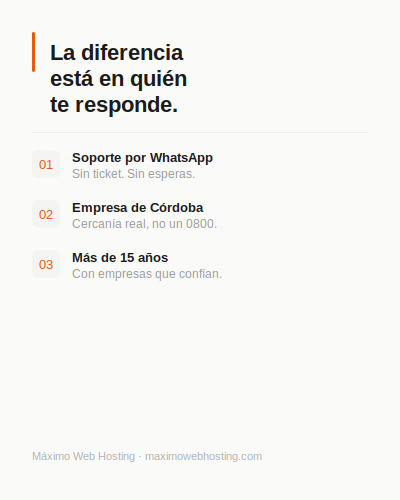 La diferencia
está en quién
te responde.
01
Soporte por WhatsApp
Sin ticket. Sin esperas.
02
Empresa de Córdoba
Cercanía real, no un 0800.
03
Más de 15 años
Con empresas que confían.
Máximo Web Hosting · maximowebhosting.com